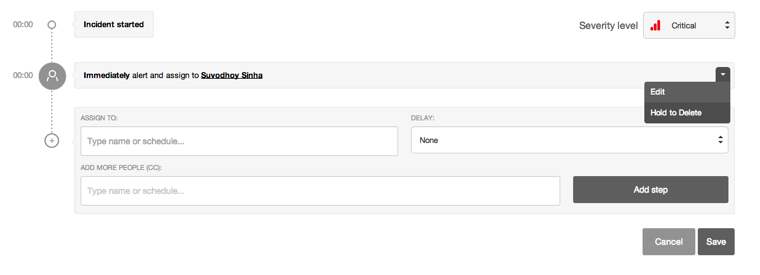 00:00
Incident started
Severity level
Critical
00:00
Immediately alert and assign to Suvodhoy Sinha
Edit
Hold to Delete
ASSIGN TO:
DELAY:
Type name or schedule...
None
ADD MORE PEOPLE (CC):
Type name or schedule...
Add step
Cancel
Save